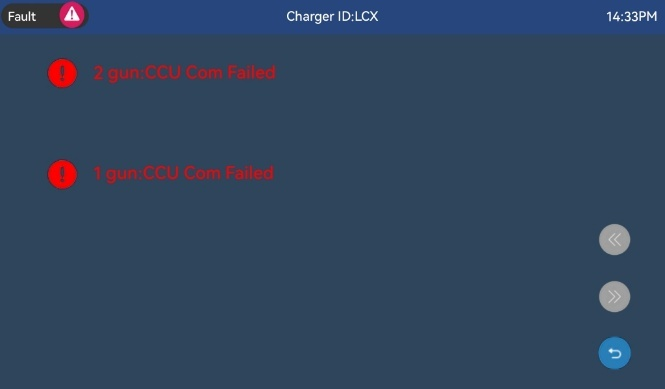 Fault
Charger ID:LCX
14:33PM
2 gun:CCU Com Failed
1 gun:CCU Com Failed